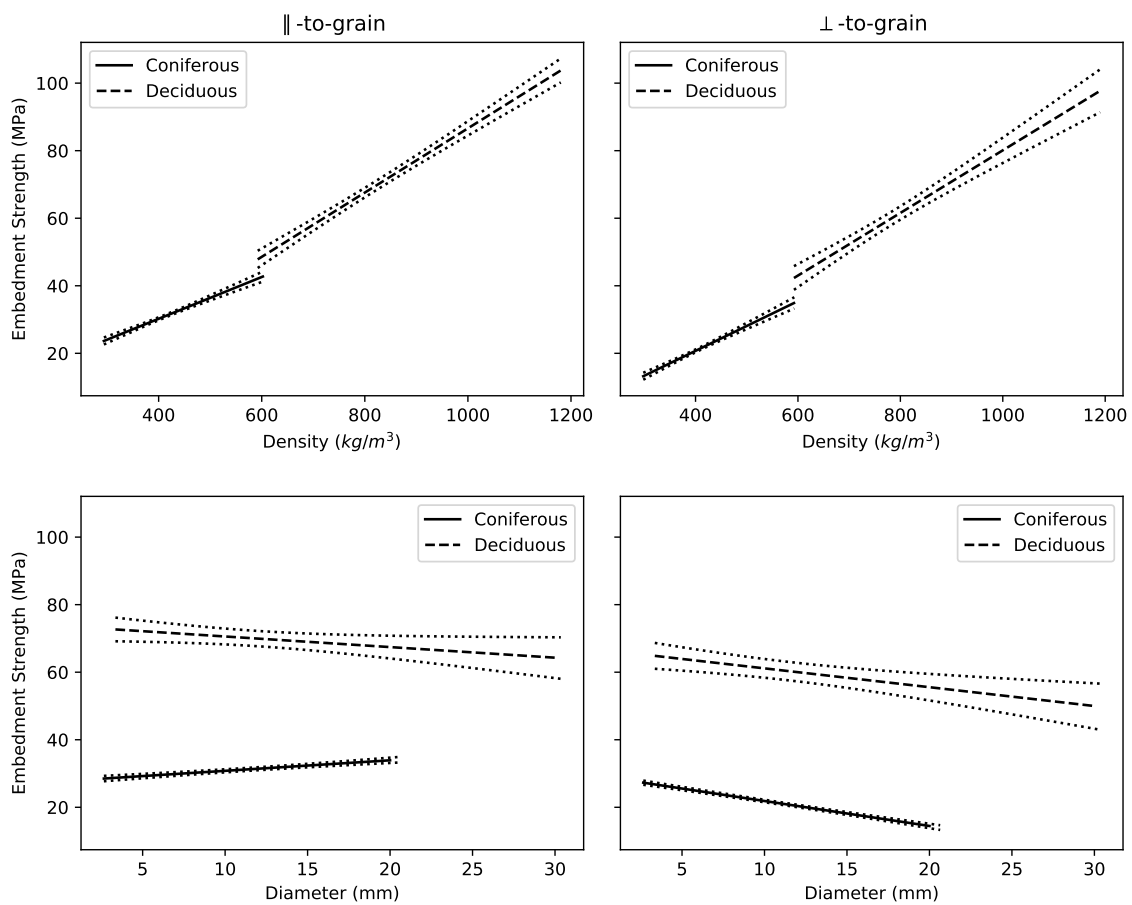 ∥ -to-grain
⊥ -to-grain
Coniferous
Deciduous
Coniferous
Deciduous
Embedment Strength (MPa)
100
80
60
40
20
400 600 800 1000 1200
400 600 800 1000 1200
Density (kg/m³)
Density (kg/m³)
Coniferous
Deciduous
Coniferous
Deciduous
Embedment Strength (MPa)
100
80
60
40
20
5 10 15 20 25 30
5 10 15 20 25 30
Diameter (mm)
Diameter (mm)